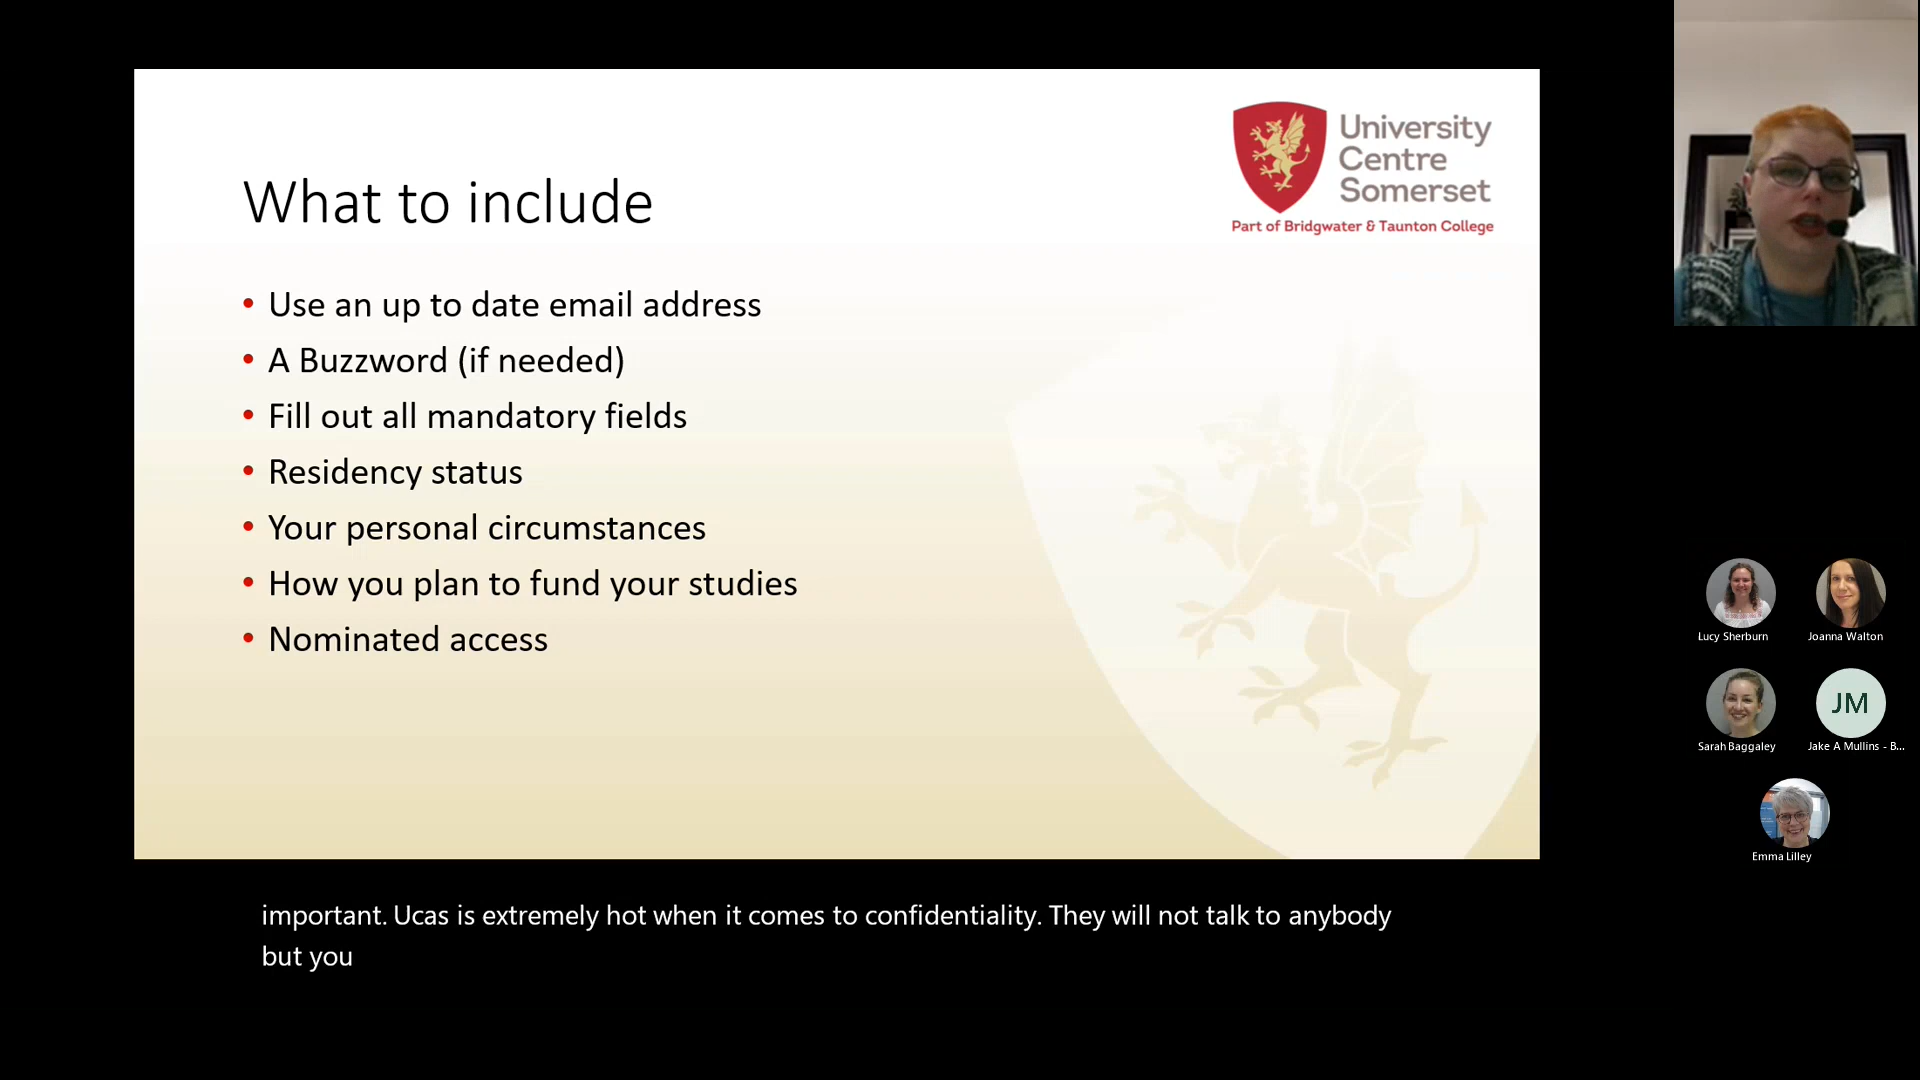 University
Centre
Somerset
Part of Bridgwater & Taunton College
What to include
• Use an up to date email address
• A Buzzword (if needed)
• Fill out all mandatory fields
• Residency status
• Your personal circumstances
• How you plan to fund your studies
• Nominated access
Lucy Sherburn
Joanna Walton
JM
Sarah Baggaley
Jake A Mullins - B...
Emma Lilley
important. Ucas is extremely hot when it comes to confidentiality. They will not talk to anybody
but you